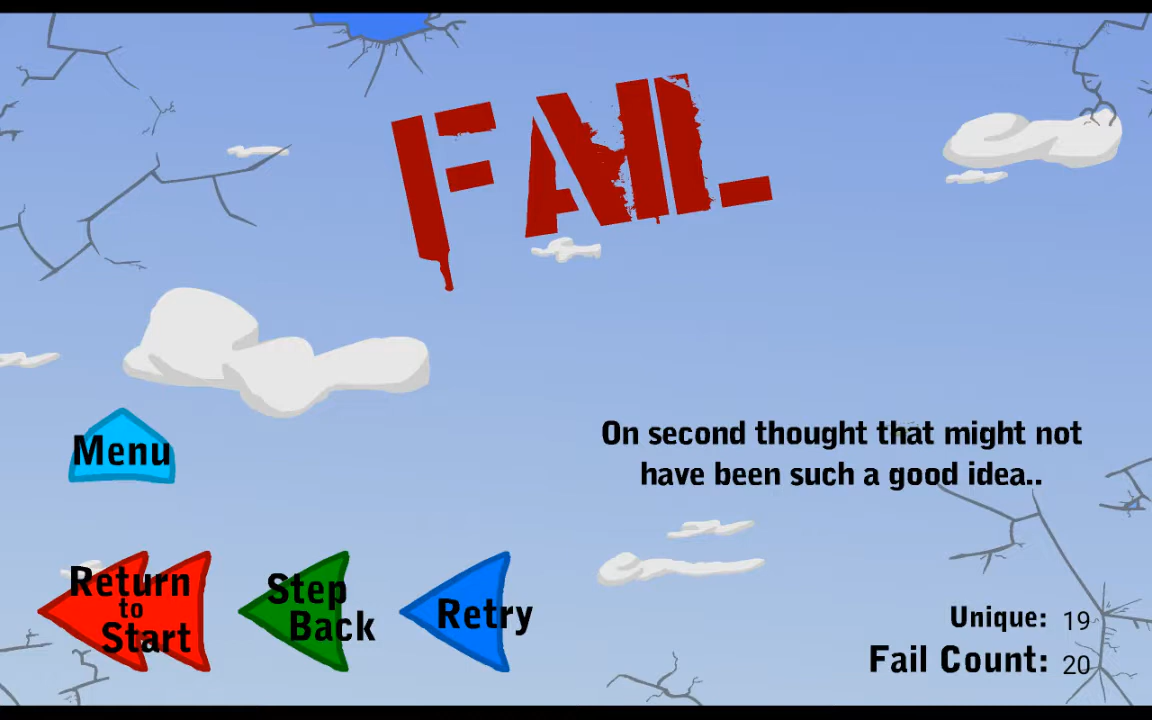 FAIL
On second thought that might not
have been such a good idea..
Menu
Return
to
Start
Step
Back
Retry
Unique: 19
Fail Count: 20